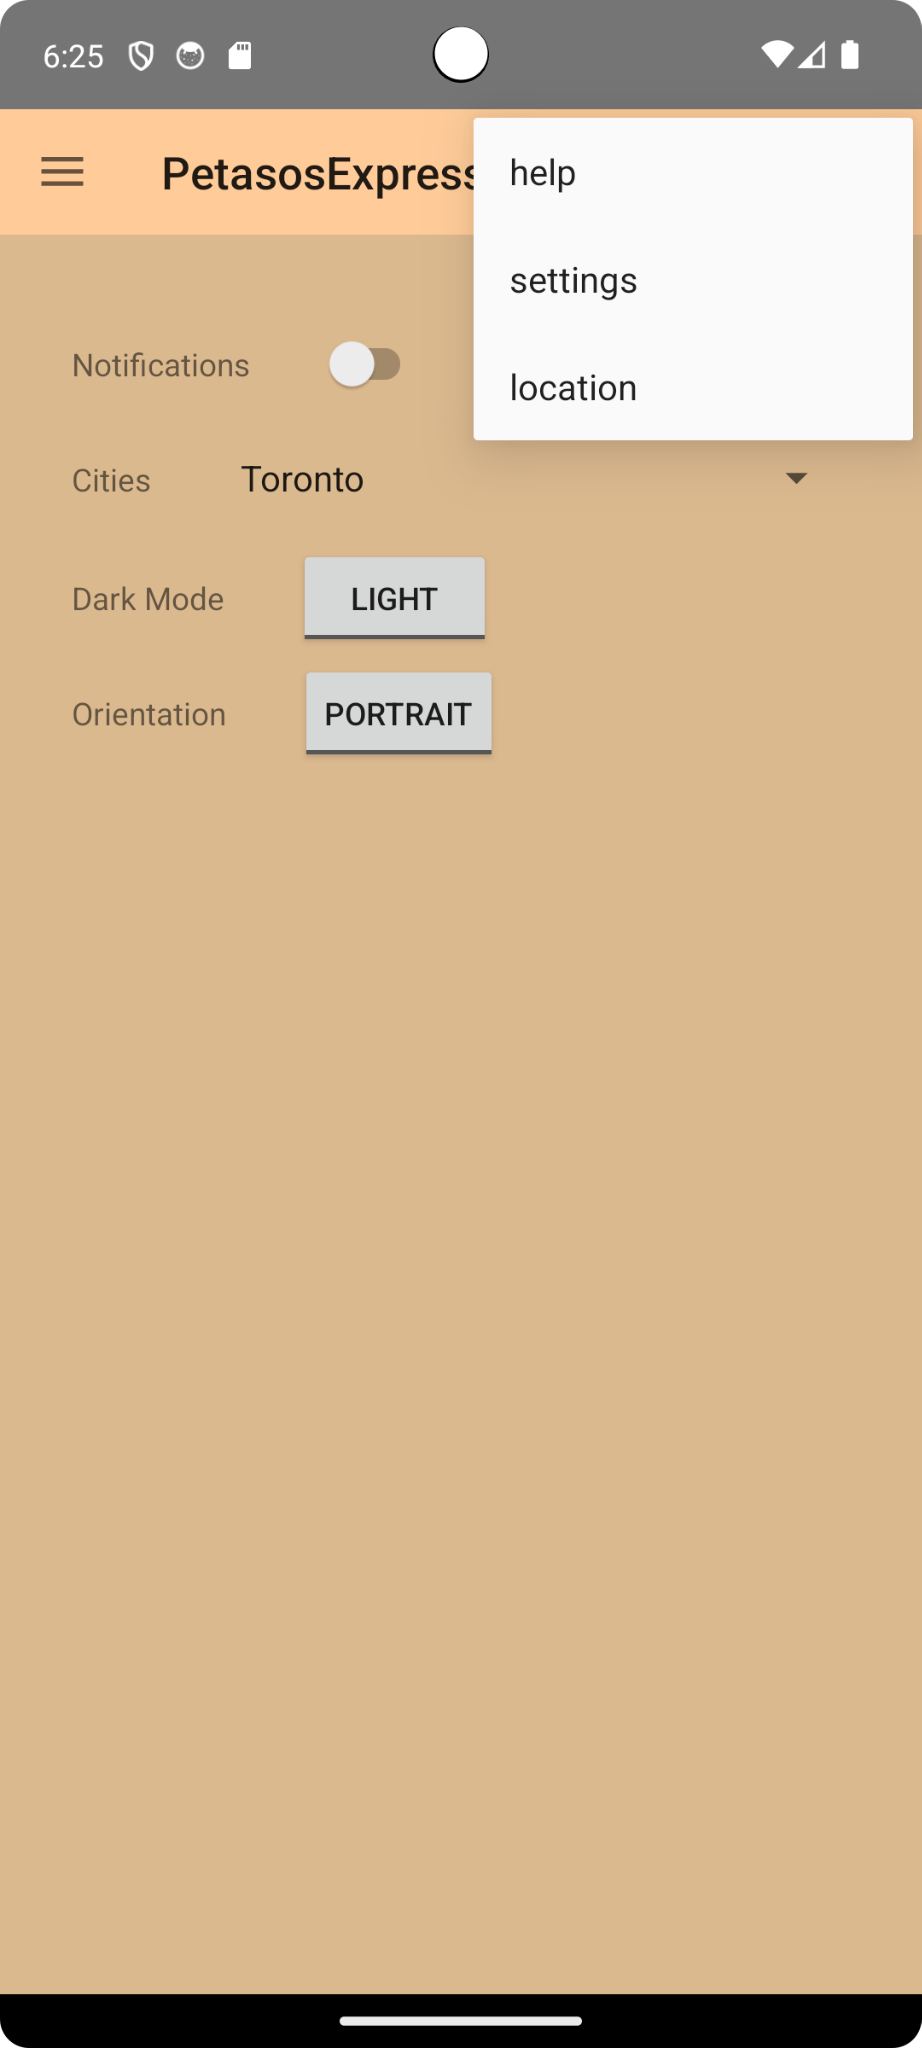 6:25
PetasosExpress
help
settings
location
Notifications
Cities Toronto
Dark Mode LIGHT
Orientation PORTRAIT